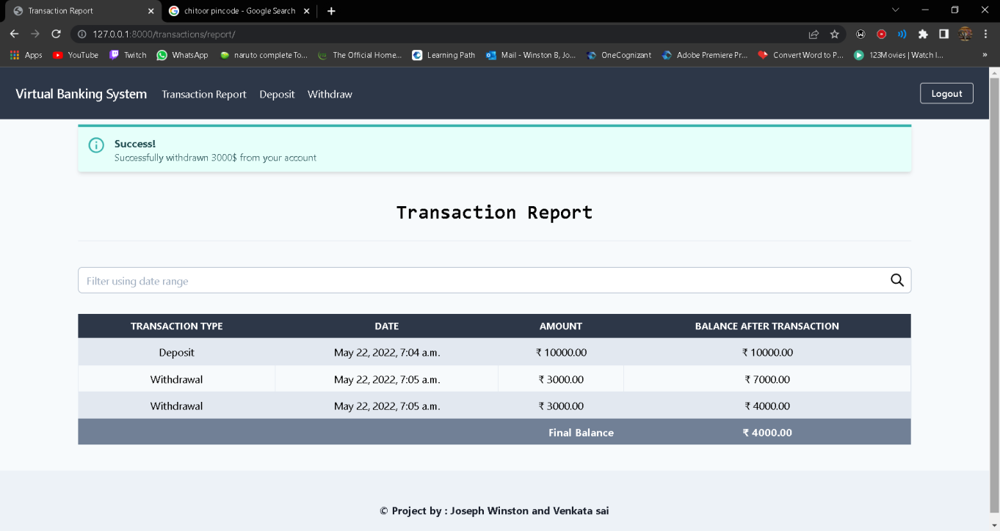 Transaction Report
chitoor pincode - Google Search
127.0.0.1:8000/transactions/report/
Apps YouTube Twitch WhatsApp naruto complete To... The Official Home... Learning Path Mail - Winston B, Jo... OneCognizant Adobe Premiere Pr... Convert Word to P... 123Movies | Watch I... »
Virtual Banking System Transaction Report Deposit Withdraw Logout
Success!
Successfully withdrawn 3000$ from your account
Transaction Report
Filter using date range
TRANSACTION TYPE DATE AMOUNT BALANCE AFTER TRANSACTION
Deposit May 22, 2022, 7:04 a.m. ₹ 10000.00 ₹ 10000.00
Withdrawal May 22, 2022, 7:05 a.m. ₹ 3000.00 ₹ 7000.00
Withdrawal May 22, 2022, 7:05 a.m. ₹ 3000.00 ₹ 4000.00
Final Balance ₹ 4000.00
© Project by : Joseph Winston and Venkata sai